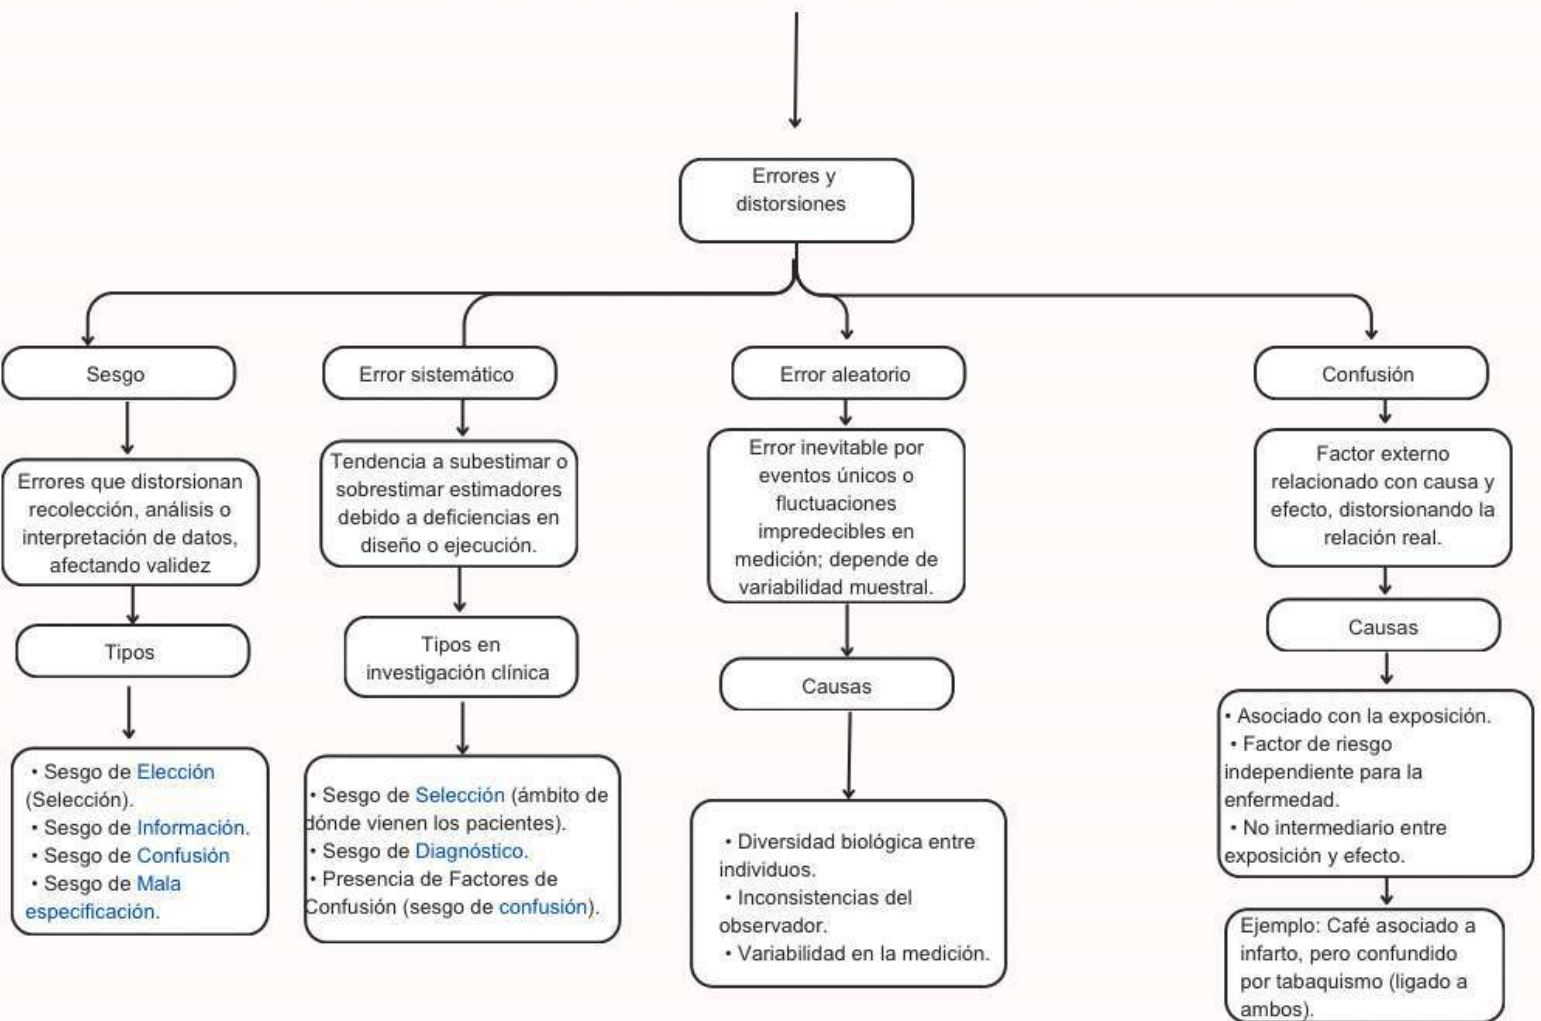 Errores y
distorsiones
Sesgo
Errores que distorsionan
recolección, análisis o
interpretación de datos,
afectando validez
Tipos
• Sesgo de Elección
(Selección).
• Sesgo de Información.
• Sesgo de Confusión
• Sesgo de Mala
especificación.
Error sistemático
Tendencia a subestimar o
sobrestimar estimadores
debido a deficiencias en
diseño o ejecución.
Tipos en
investigación clínica
• Sesgo de Selección (ámbito de
dónde vienen los pacientes).
• Sesgo de Diagnóstico.
• Presencia de Factores de
Confusión (sesgo de confusión).
Error aleatorio
Error inevitable por
eventos únicos o
fluctuaciones
impredecibles en
medición; depende de
variabilidad muestral.
Causas
• Diversidad biológica entre
individuos.
• Inconsistencias del
observador.
• Variabilidad en la medición.
Confusión
Factor externo
relacionado con causa y
efecto, distorsionando la
relación real.
Causas
• Asociado con la exposición.
• Factor de riesgo
independiente para la
enfermedad.
• No intermediario entre
exposición y efecto.
Ejemplo: Café asociado a
infarto, pero confundido
por tabaquismo (ligado a
ambos).